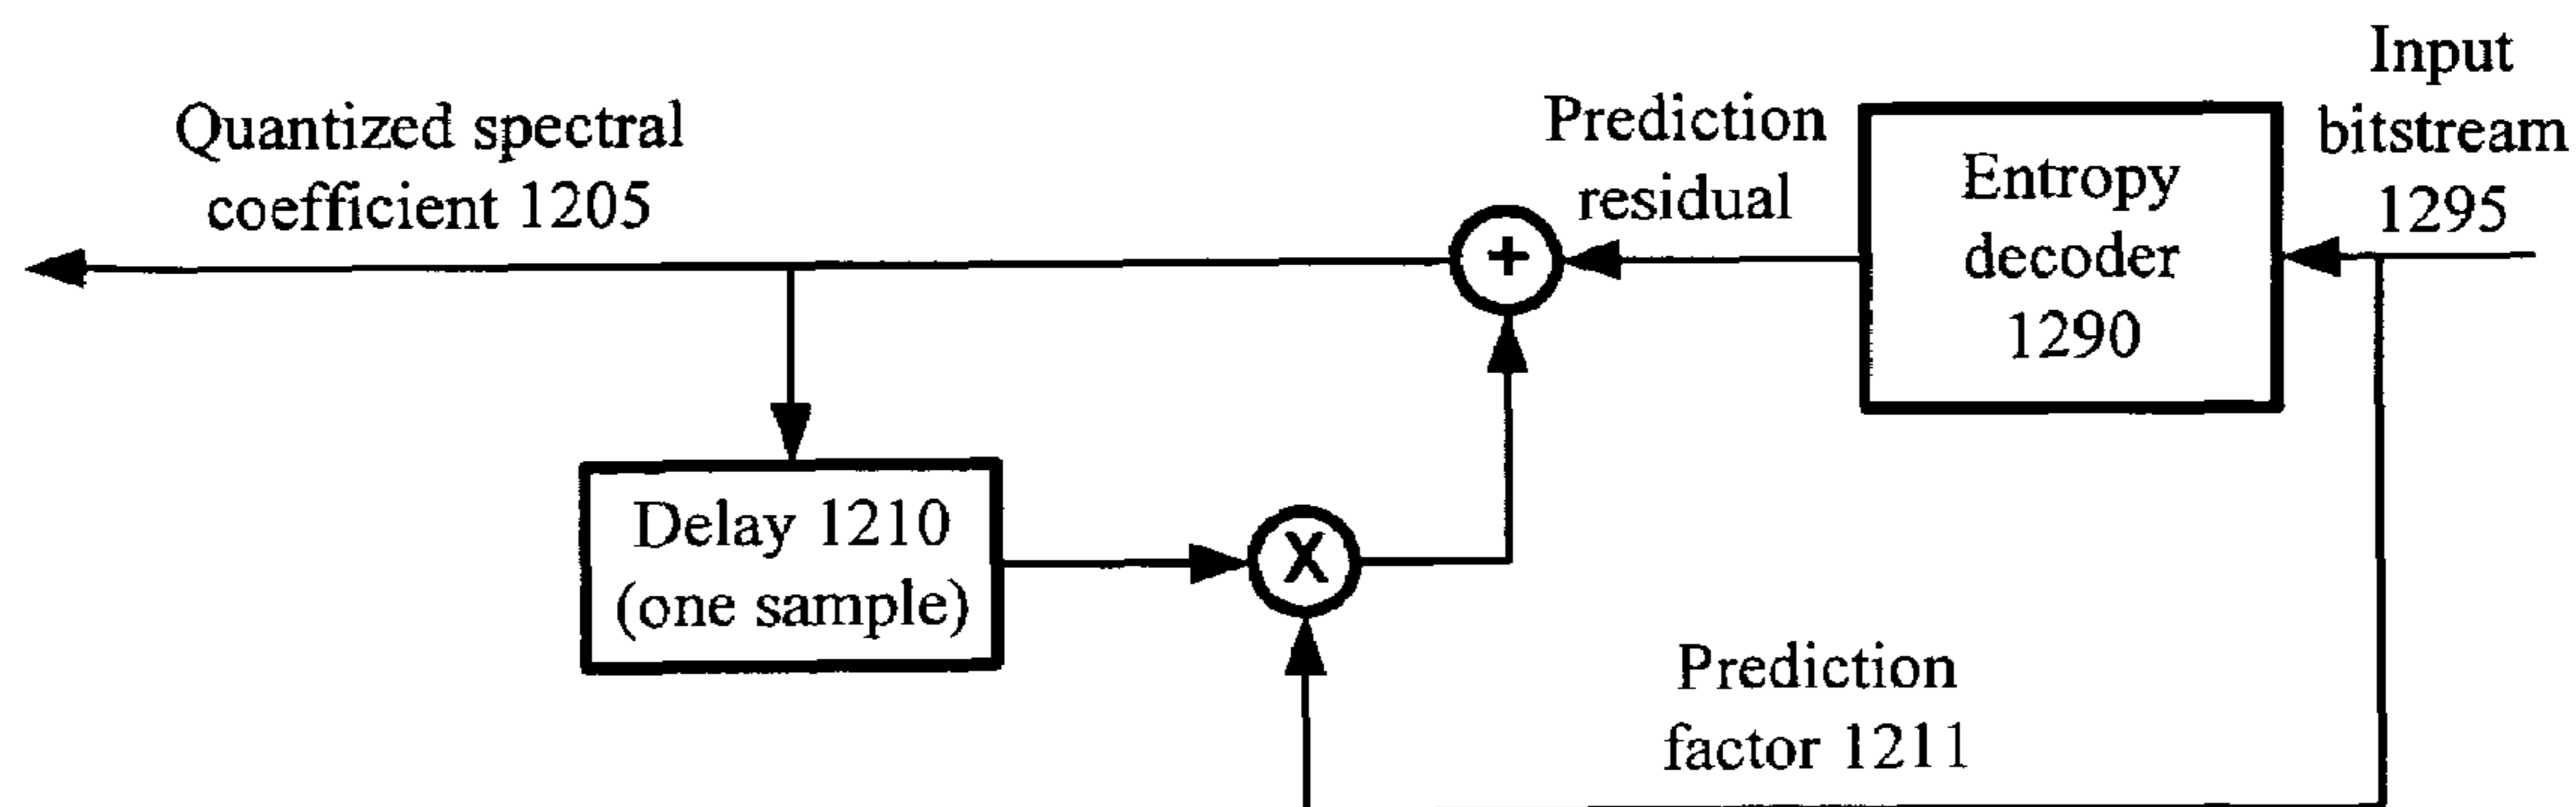 Quantized spectral
coefficient 1205
Prediction
residual
Entropy
decoder
1290
Input
bitstream
1295
+
Delay 1210
(one sample)
X
Prediction
factor 1211